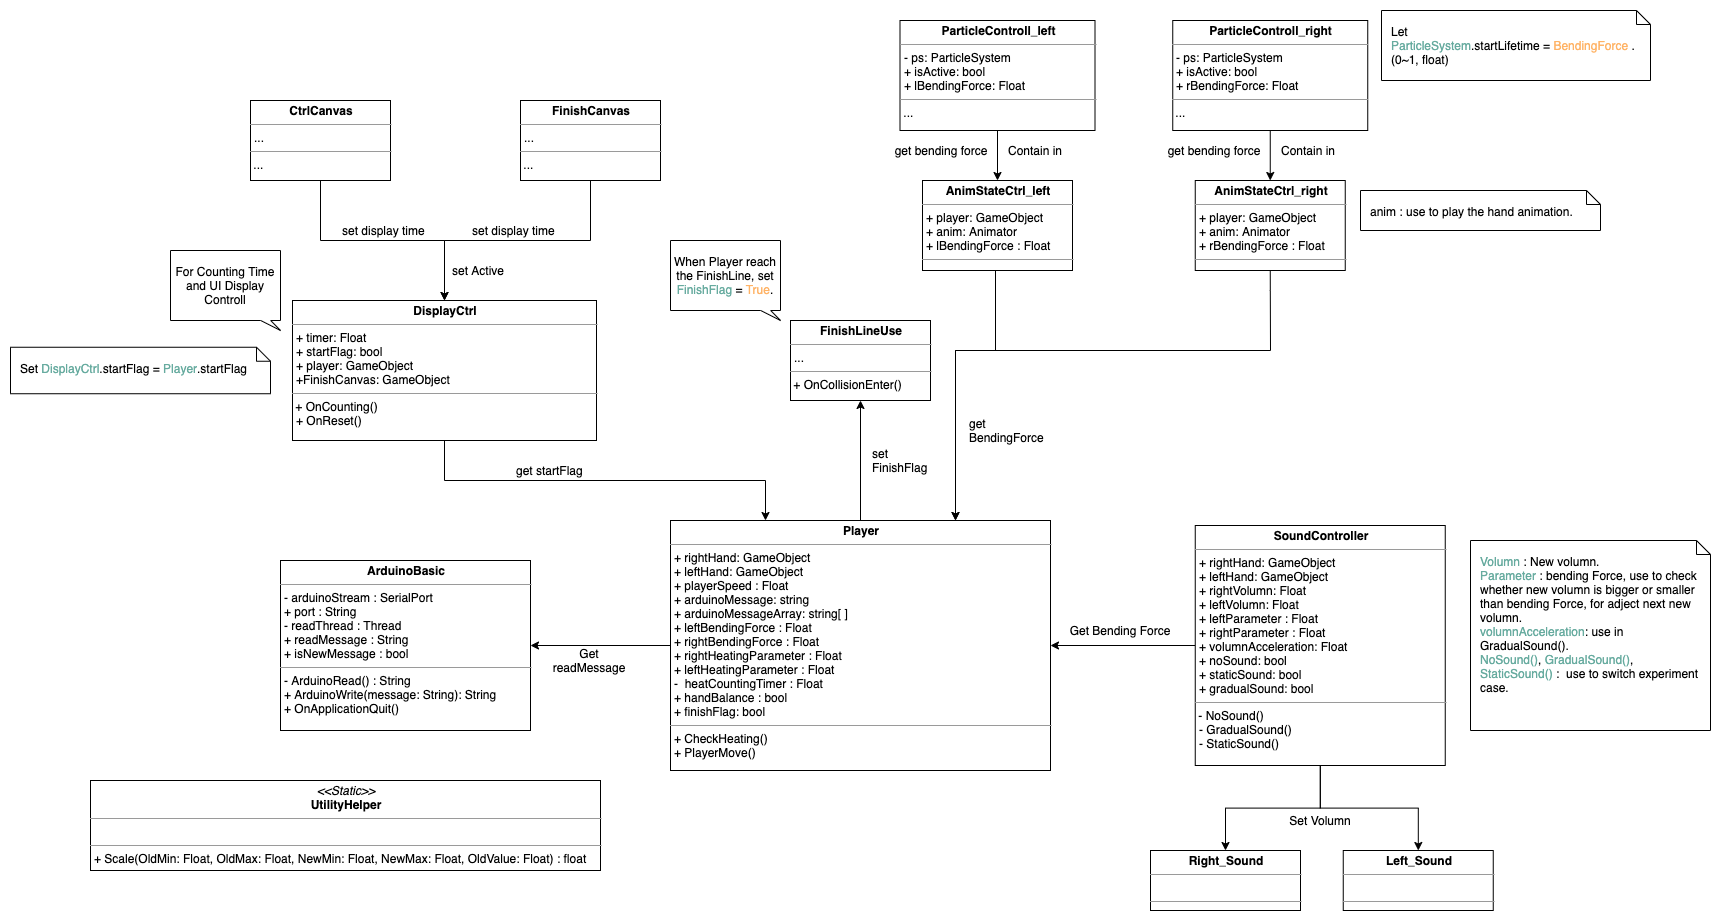 ParticleControll_left
- ps: ParticleSystem
+ isActive: bool
+ lBendingForce: Float
...
ParticleControll_right
- ps: ParticleSystem
+ isActive: bool
+ rBendingForce: Float
...
Let
ParticleSystem.startLifetime = BendingForce .
(0~1, float)
CtrlCanvas
...
...
FinishCanvas
...
...
get bending force
Contain in
get bending force
Contain in
AnimStateCtrl_left
+ player: GameObject
+ anim: Animator
+ lBendingForce : Float
AnimStateCtrl_right
+ player: GameObject
+ anim: Animator
+ rBendingForce : Float
anim : use to play the hand animation.
set display time
set display time
set Active
For Counting Time
and UI Display
Controll
When Player reach
the FinishLine, set
FinishFlag = True.
DisplayCtrl
+ timer: Float
+ startFlag: bool
+ player: GameObject
+FinishCanvas: GameObject
+ OnCounting()
+ OnReset()
Set DisplayCtrl.startFlag = Player.startFlag
FinishLineUse
...
+ OnCollisionEnter()
get
BendingForce
set
FinishFlag
get startFlag
Player
+ rightHand: GameObject
+ leftHand: GameObject
+ playerSpeed : Float
+ arduinoMessage: string
+ arduinoMessageArray: string[ ]
+ leftBendingForce : Float
+ rightBendingForce : Float
+ rightHeatingParameter : Float
+ leftHeatingParameter : Float
-  heatCountingTimer : Float
+ handBalance : bool
+ finishFlag: bool
+ CheckHeating()
+ PlayerMove()
ArduinoBasic
- arduinoStream : SerialPort
+ port : String
- readThread : Thread
+ readMessage : String
+ isNewMessage : bool
- ArduinoRead() : String
+ ArduinoWrite(message: String): String
+ OnApplicationQuit()
Get
readMessage
Get Bending Force
SoundController
+ rightHand: GameObject
+ leftHand: GameObject
+ rightVolumn: Float
+ leftVolumn: Float
+ leftParameter : Float
+ rightParameter : Float
+ volumnAcceleration: Float
+ noSound: bool
+ staticSound: bool
+ gradualSound: bool
- NoSound()
- GradualSound()
- StaticSound()
Volumn : New volumn.
Parameter : bending Force, use to check
whether new volumn is bigger or smaller
than bending Force, for adject next new
volumn.
volumnAcceleration: use in
GradualSound().
NoSound(), GradualSound(),
StaticSound() :  use to switch experiment
case.
<<Static>>
UtilityHelper
+ Scale(OldMin: Float, OldMax: Float, NewMin: Float, NewMax: Float, OldValue: Float) : float
Set Volumn
Right_Sound
Left_Sound